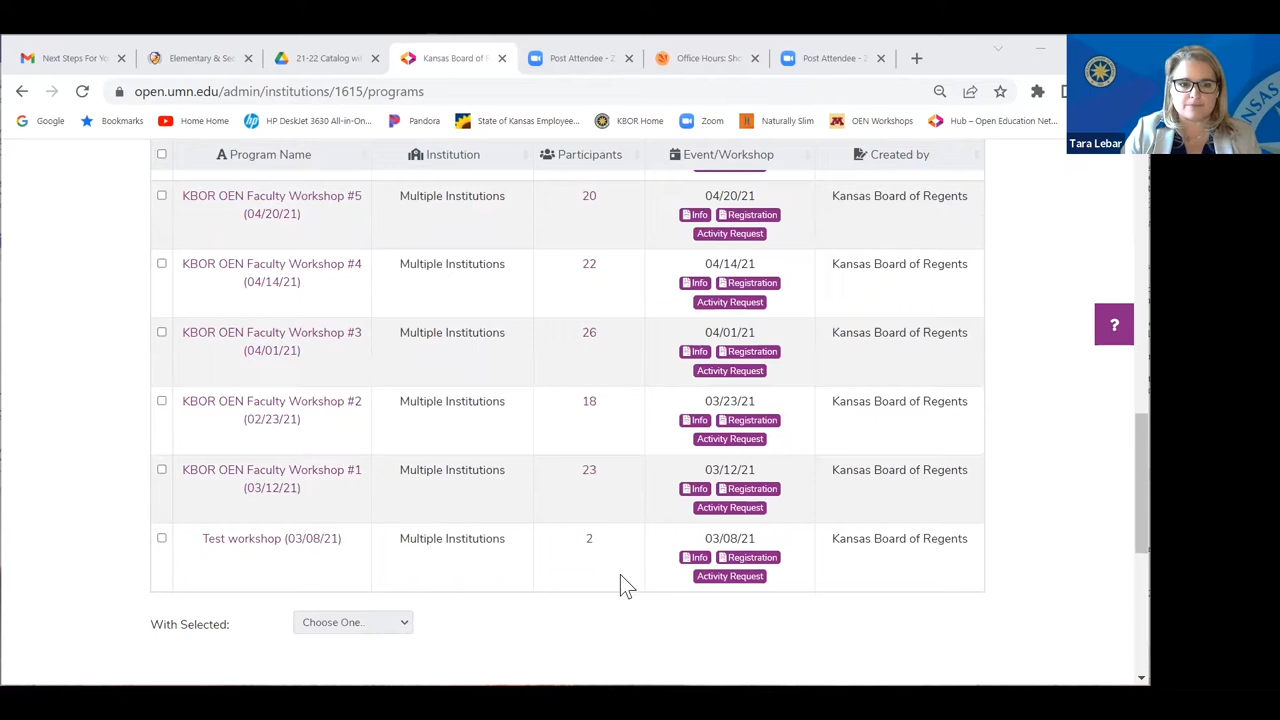 Next Steps For Yo
Elementary & Sec
21-22 Catalog wi
Kansas Board of R
Post Attendee - Z
Office Hours: Sho
Post Attendee - Z
open.umn.edu/admin/institutions/1615/programs
Google
Bookmarks
Home Home
HP DeskJet 3630 All-in-On...
Pandora
State of Kansas Employee...
KBOR Home
Zoom
Naturally Slim
OEN Workshops
Hub – Open Education Net...
Tara Lebar
Program Name
Institution
Participants
Event/Workshop
Created by
KBOR OEN Faculty Workshop #5
(04/20/21)
Multiple Institutions
20
04/20/21
Info
Registration
Activity Request
Kansas Board of Regents
KBOR OEN Faculty Workshop #4
(04/14/21)
Multiple Institutions
22
04/14/21
Info
Registration
Activity Request
Kansas Board of Regents
KBOR OEN Faculty Workshop #3
(04/01/21)
Multiple Institutions
26
04/01/21
Info
Registration
Activity Request
Kansas Board of Regents
KBOR OEN Faculty Workshop #2
(02/23/21)
Multiple Institutions
18
03/23/21
Info
Registration
Activity Request
Kansas Board of Regents
KBOR OEN Faculty Workshop #1
(03/12/21)
Multiple Institutions
23
03/12/21
Info
Registration
Activity Request
Kansas Board of Regents
Test workshop (03/08/21)
Multiple Institutions
2
03/08/21
Info
Registration
Activity Request
Kansas Board of Regents
?
With Selected:
Choose One..